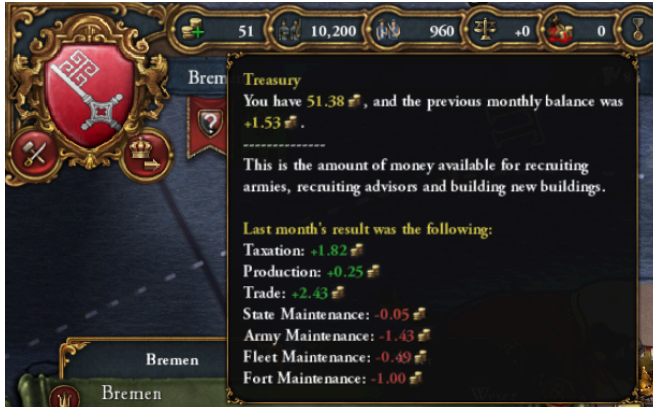 51 10,200 960 +0 0
Brem
Treasury
You have 51.38, and the previous monthly balance was
+1.53.
--------------
This is the amount of money available for recruiting
armies, recruiting advisors and building new buildings.
Last month's result was the following:
Taxation: +1.82
Production: +0.25
Trade: +2.43
State Maintenance: -0.05
Army Maintenance: -1.43
Fleet Maintenance: -0.49
Fort Maintenance: -1.00
Bremen
Bremen